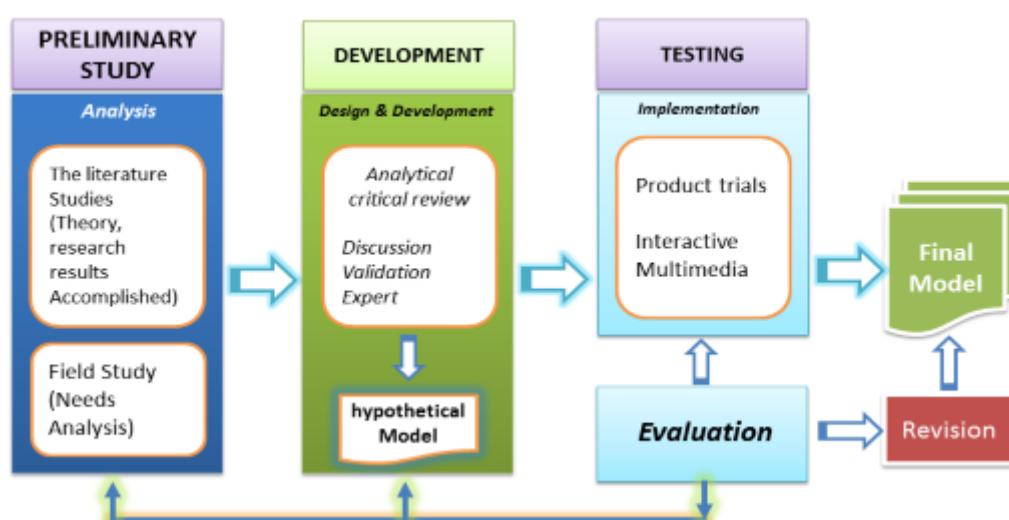 PRELIMINARY
STUDY
Analysis
The literature
Studies
(Theory,
research
results
Accomplished)
Field Study
(Needs
Analysis)
DEVELOPMENT
Design & Development
Analytical
critical review
Discussion
Validation
Expert
hypothetical
Model
TESTING
Implementation
Product trials
Interactive
Multimedia
Evaluation
Final
Model
Revision